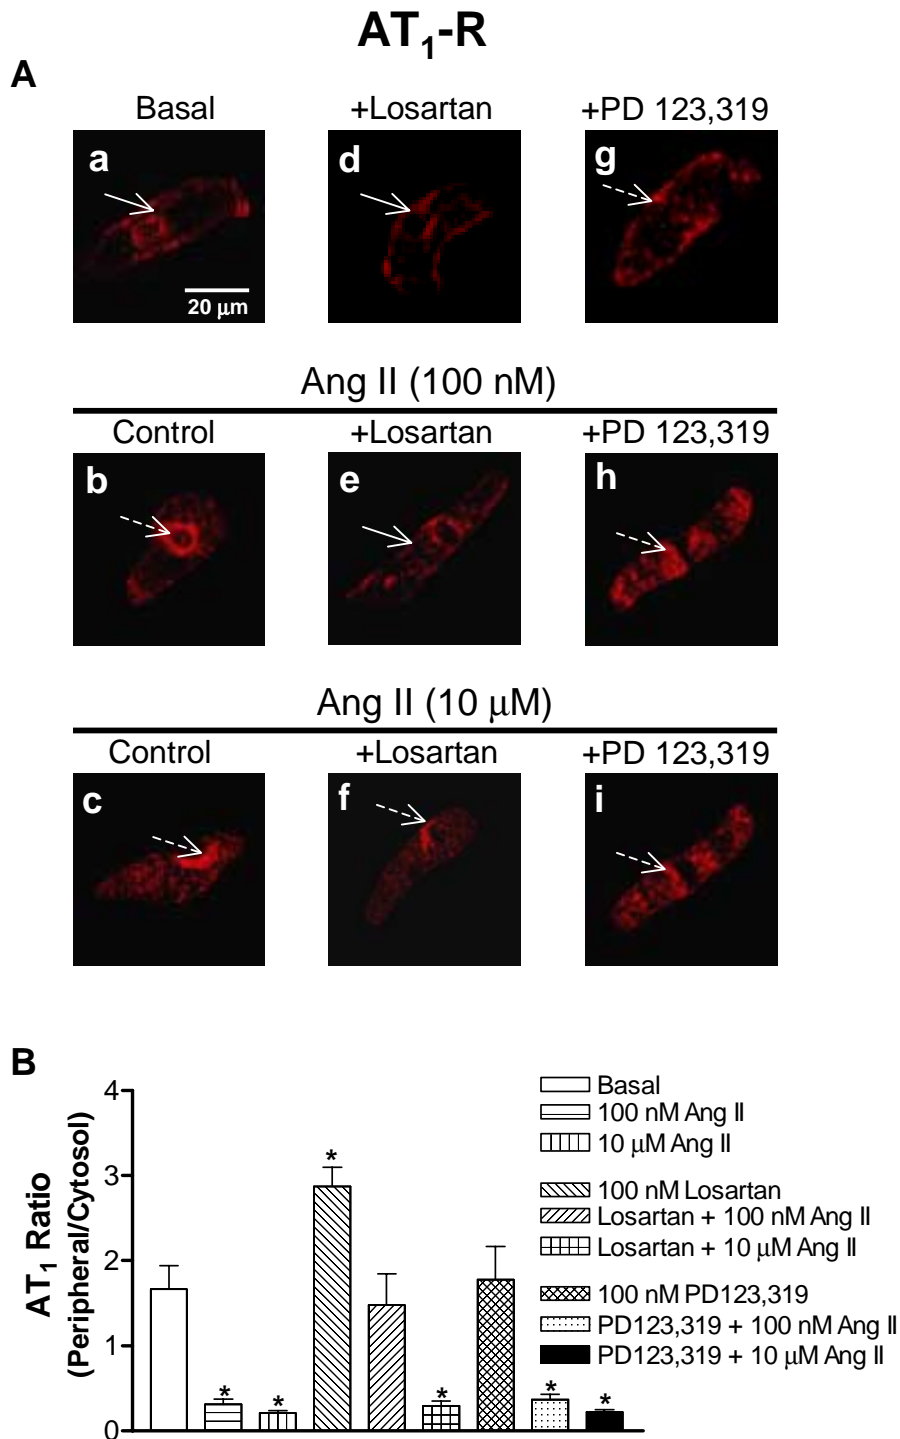 AT₁-R
A
Basal +Losartan +PD 123,319
a d g
20 μm
Ang II (100 nM)
Control +Losartan +PD 123,319
b e h
Ang II (10 μM)
Control +Losartan +PD 123,319
c f i
B
AT₁ Ratio
(Peripheral/Cytosol)
4
3
2
1
0
* * * * * *
Basal
100 nM Ang II
10 μM Ang II
100 nM Losartan
Losartan + 100 nM Ang II
Losartan + 10 μM Ang II
100 nM PD123,319
PD123,319 + 100 nM Ang II
PD123,319 + 10 μM Ang II